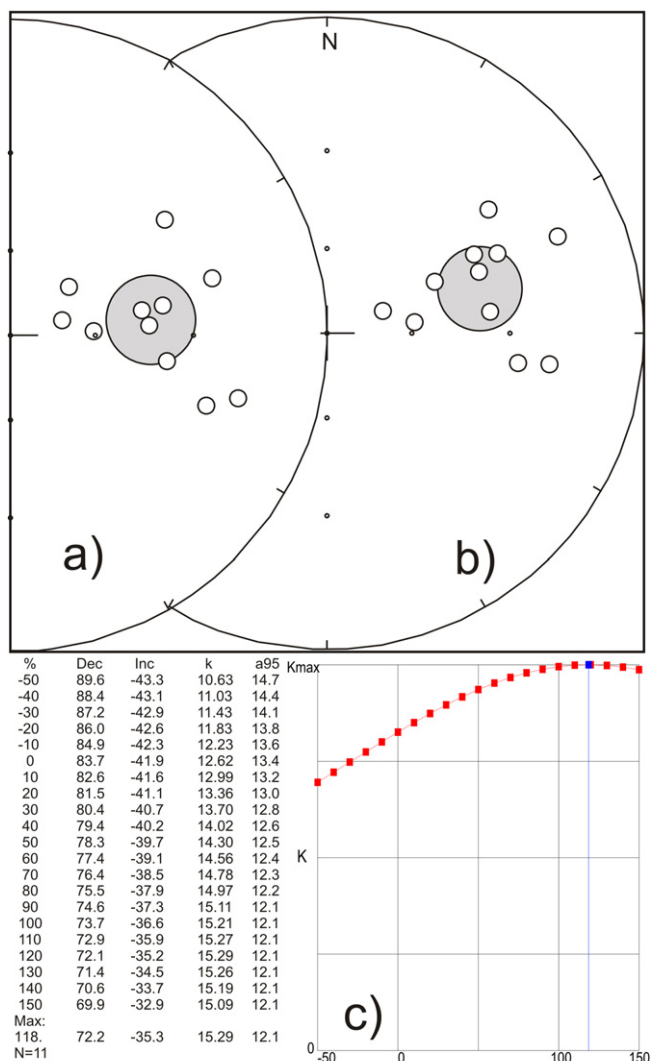 N
a)
b)
% Dec Inc k a95
-50 89.6 -43.3 10.63 14.7
-40 88.4 -43.1 11.03 14.4
-30 87.2 -42.9 11.43 14.1
-20 86.0 -42.6 11.83 13.8
-10 84.9 -42.3 12.23 13.6
0 83.7 -41.9 12.62 13.4
10 82.6 -41.6 12.99 13.2
20 81.5 -41.1 13.36 13.0
30 80.4 -40.7 13.70 12.8
40 79.4 -40.2 14.02 12.6
50 78.3 -39.7 14.30 12.5
60 77.4 -39.1 14.56 12.4
70 76.4 -38.5 14.78 12.3
80 75.5 -37.9 14.97 12.2
90 74.6 -37.3 15.11 12.1
100 73.7 -36.6 15.21 12.1
110 72.9 -35.9 15.27 12.1
120 72.1 -35.2 15.29 12.1
130 71.4 -34.5 15.26 12.1
140 70.6 -33.7 15.19 12.1
150 69.9 -32.9 15.09 12.1
Max:
118. 72.2 -35.3 15.29 12.1
N=11
Kmax
K
c)
0
-50 0 100 150